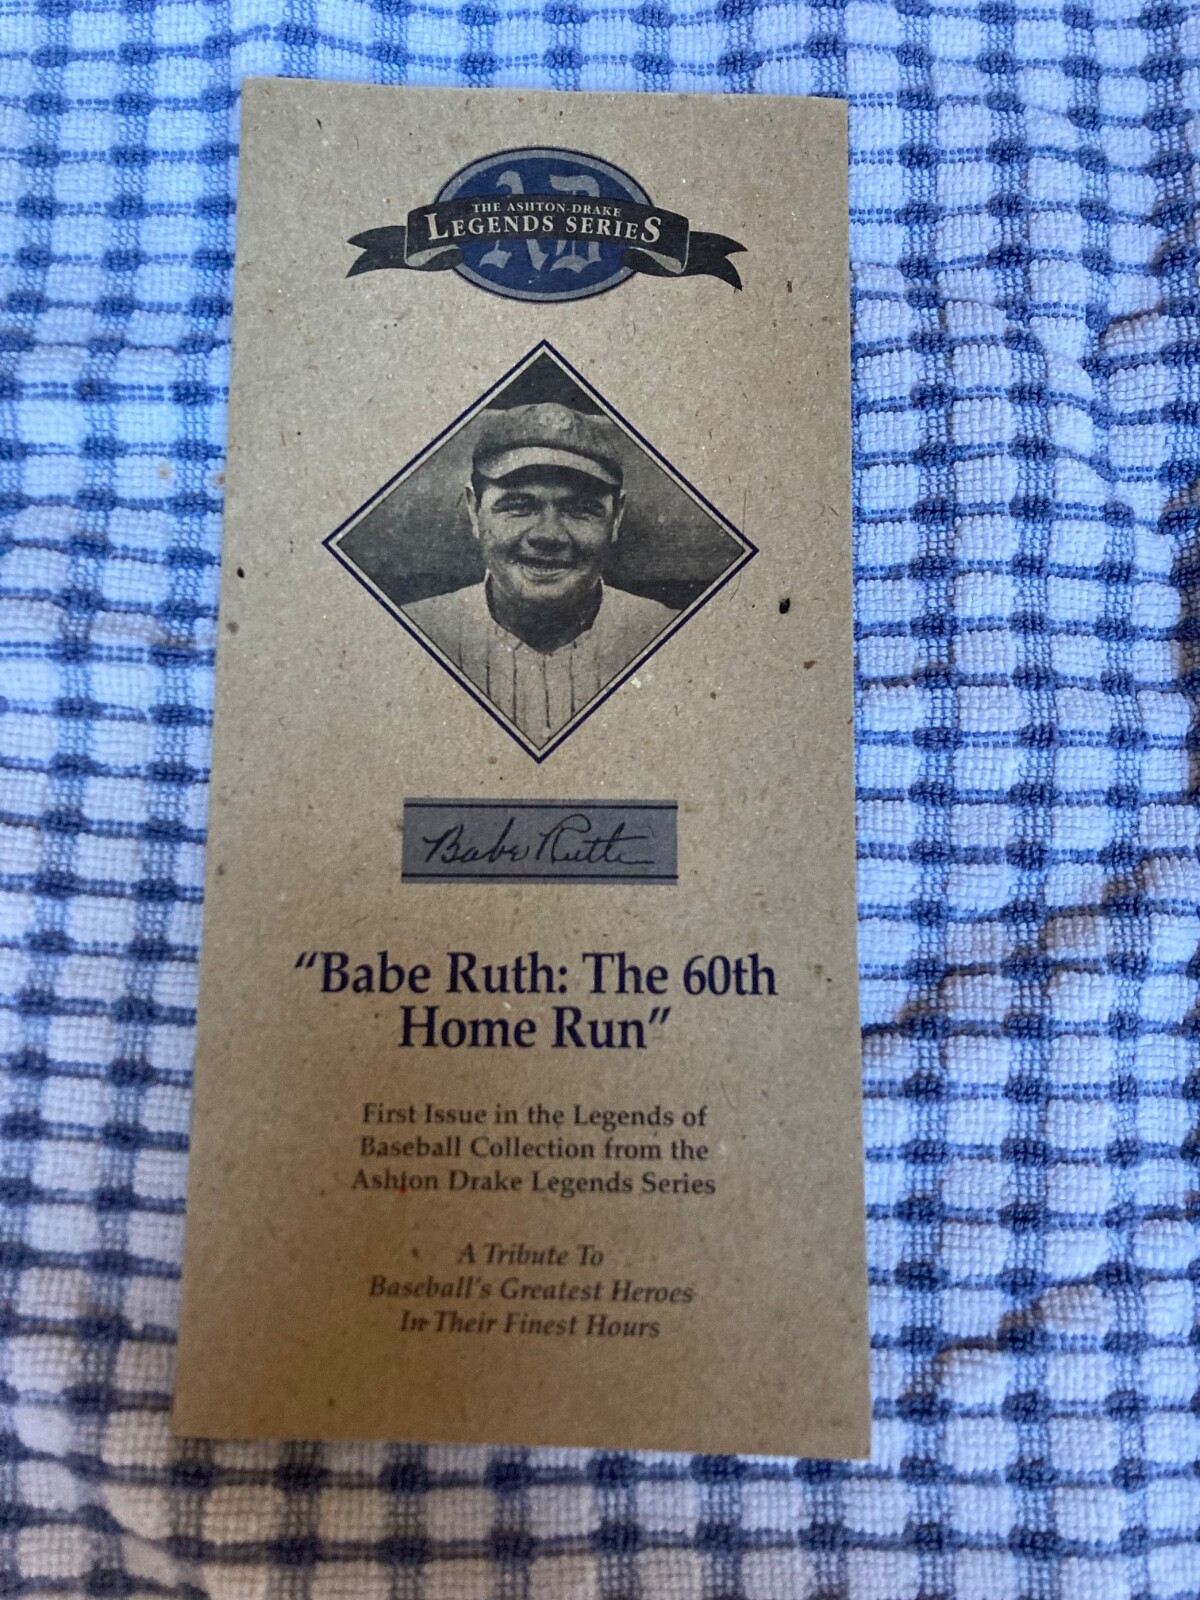 AD
THE ASHTON-DRAKE
LEGENDS SERIES
Babe Ruth
"Babe Ruth: The 60th
Home Run"
First Issue in the Legends of
Baseball Collection from the
Ashton Drake Legends Series
A Tribute To
Baseball's Greatest Heroes
In Their Finest Hours